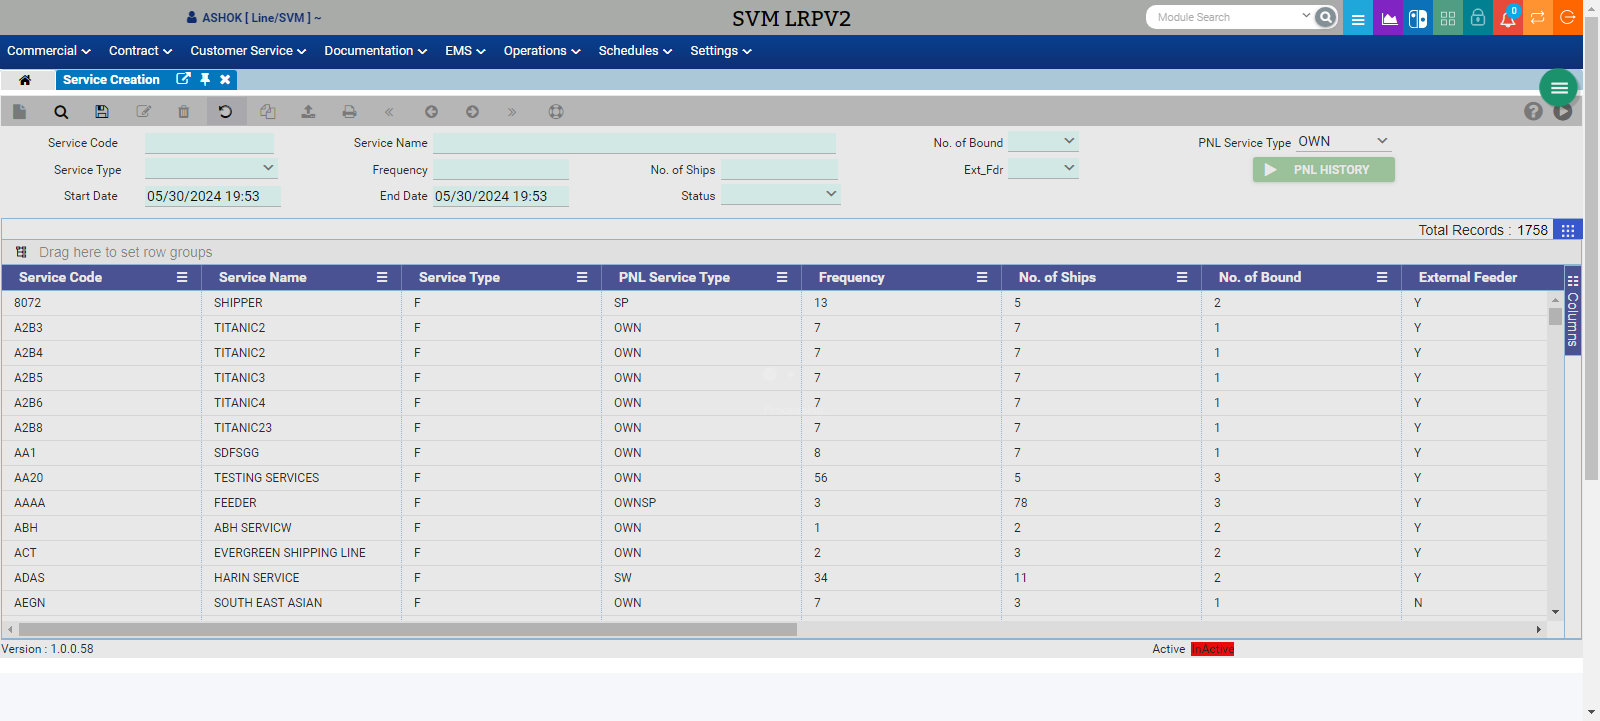 ASHOK [ Line/SVM ] ~ SVM LRPV2 Module Search 0
Commercial Contract Customer Service Documentation EMS Operations Schedules Settings
Service Creation
Service Code Service Name No. of Bound PNL Service Type OWN
Service Type Frequency No. of Ships Ext_Fdr PNL HISTORY
Start Date 05/30/2024 19:53 End Date 05/30/2024 19:53 Status
Total Records : 1758
Drag here to set row groups
Service Code Service Name Service Type PNL Service Type Frequency No. of Ships No. of Bound External Feeder
Columns
8072 SHIPPER F SP 13 5 2 Y
A2B3 TITANIC2 F OWN 7 7 1 Y
A2B4 TITANIC2 F OWN 7 7 1 Y
A2B5 TITANIC3 F OWN 7 7 1 Y
A2B6 TITANIC4 F OWN 7 7 1 Y
A2B8 TITANIC23 F OWN 7 7 1 Y
AA1 SDFSGG F OWN 8 7 1 Y
AA20 TESTING SERVICES F OWN 56 5 3 Y
AAAA FEEDER F OWNSP 3 78 3 Y
ABH ABH SERVICW F OWN 1 2 2 Y
ACT EVERGREEN SHIPPING LINE F OWN 2 3 2 Y
ADAS HARIN SERVICE F SW 34 11 2 Y
AEGN SOUTH EAST ASIAN F OWN 7 3 1 N
Version : 1.0.0.58 Active InActive